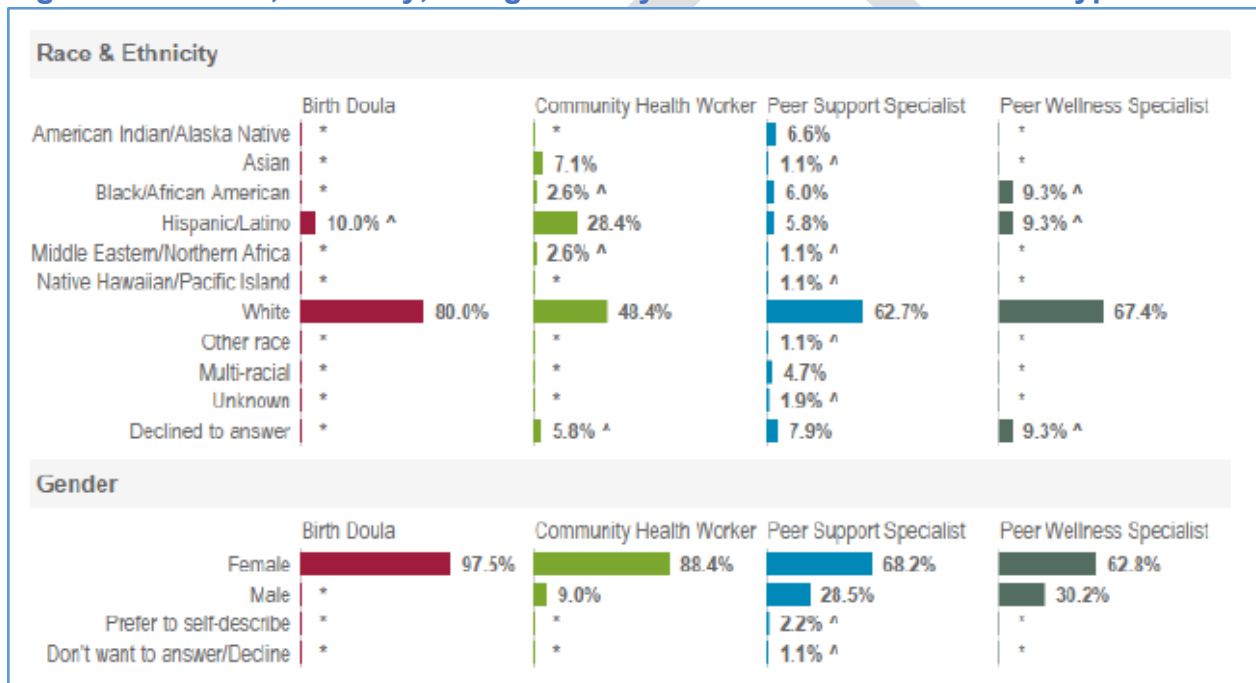 Race & Ethnicity
Birth Doula Community Health Worker Peer Support Specialist Peer Wellness Specialist
American Indian/Alaska Native * * 6.6% *
Asian * 7.1% 1.1% ^ *
Black/African American * 2.6% ^ 6.0% 9.3% ^
Hispanic/Latino 10.0% ^ 28.4% 5.8% 9.3% ^
Middle Eastern/Northern Africa * 2.6% ^ 1.1% ^ *
Native Hawaiian/Pacific Island * * 1.1% ^ *
White 80.0% 48.4% 62.7% 67.4%
Other race * * 1.1% ^ *
Multi-racial * * 4.7% *
Unknown * * 1.9% ^ *
Declined to answer * 5.8% ^ 7.9% 9.3% ^
Gender
Birth Doula Community Health Worker Peer Support Specialist Peer Wellness Specialist
Female 97.5% 88.4% 68.2% 62.8%
Male * 9.0% 28.5% 30.2%
Prefer to self-describe * * 2.2% ^ *
Don't want to answer/Decline * * 1.1% ^ *